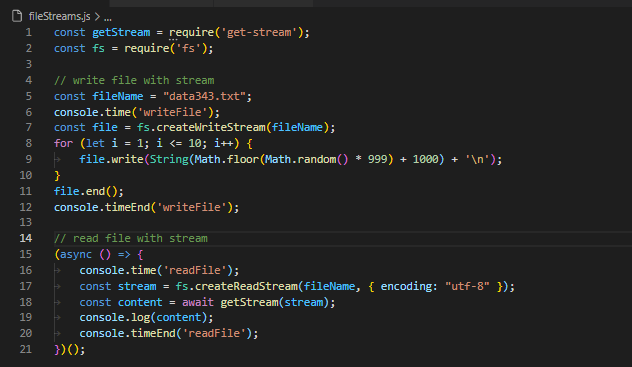 fileStreams.js > ...
1 const getStream = require('get-stream');
2 const fs = require('fs');
3
4 // write file with stream
5 const fileName = "data343.txt";
6 console.time('writeFile');
7 const file = fs.createWriteStream(fileName);
8 for (let i = 1; i <= 10; i++) {
9 file.write(String(Math.floor(Math.random() * 999) + 1000) + '\n');
10 }
11 file.end();
12 console.timeEnd('writeFile');
13
14 // read file with stream
15 (async () => {
16 console.time('readFile');
17 const stream = fs.createReadStream(fileName, { encoding: "utf-8" });
18 const content = await getStream(stream);
19 console.log(content);
20 console.timeEnd('readFile');
21 })();